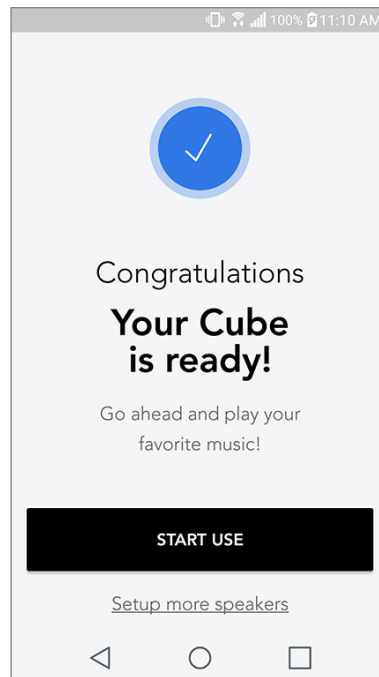 100% 11:10 AM
Congratulations
Your Cube
is ready!
Go ahead and play your
favorite music!
START USE
Setup more speakers